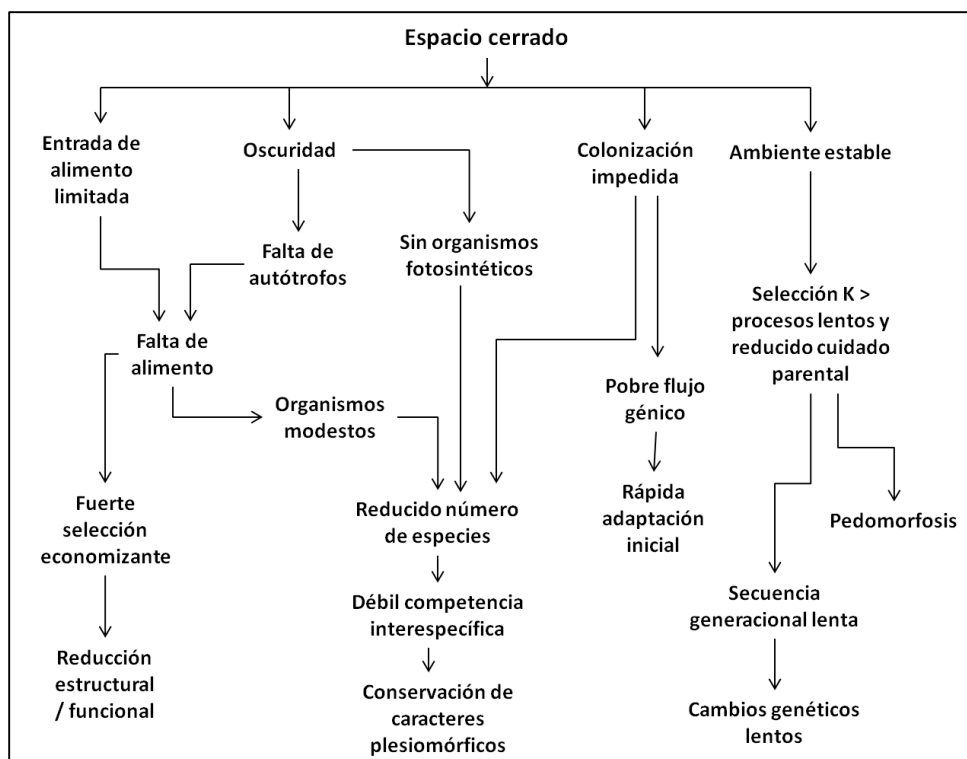 Espacio cerrado
Entrada de
alimento
limitada
Oscuridad
Colonización
impedida
Ambiente estable
Falta de
autótrofos
Sin organismos
fotosintéticos
Selección K >
procesos lentos y
reducido cuidado
parental
Falta de
alimento
Organismos
modestos
Pobre flujo
génico
Fuerte
selección
economizante
Reducido número
de especies
Rápida
adaptación
inicial
Pedomorfosis
Débil competencia
interespecífica
Secuencia
generacional lenta
Reducción
estructural
/ funcional
Conservación de
caracteres
plesiomórficos
Cambios genéticos
lentos